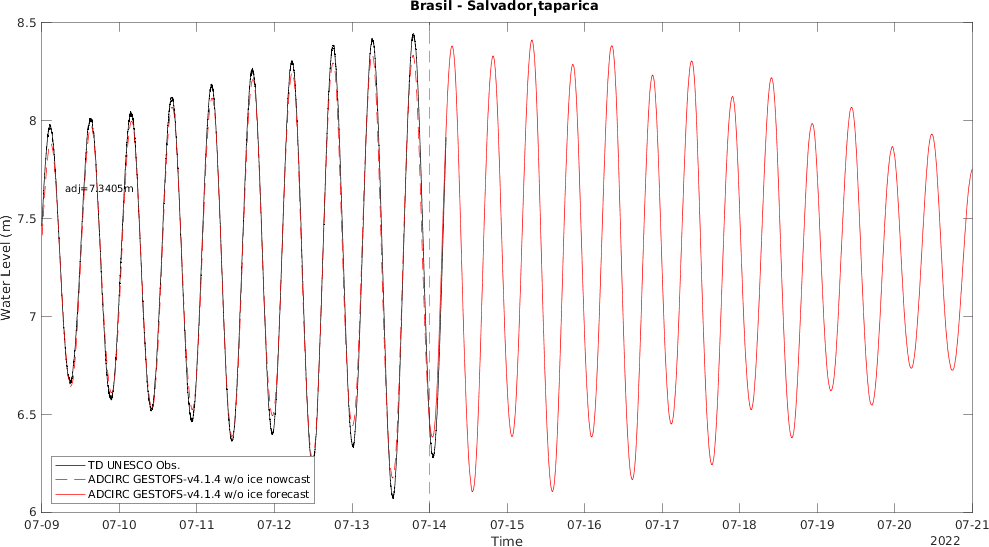 Brasil - Salvador_Itaparica
8.5
8
7.5
7
6.5
6
Water Level (m)
adj=7.3405m
TD UNESCO Obs.
ADCIRC GESTOFS-v4.1.4 w/o ice nowcast
ADCIRC GESTOFS-v4.1.4 w/o ice forecast
07-09 07-10 07-11 07-12 07-13 07-14 07-15 07-16 07-17 07-18 07-19 07-20 07-21
Time
2022